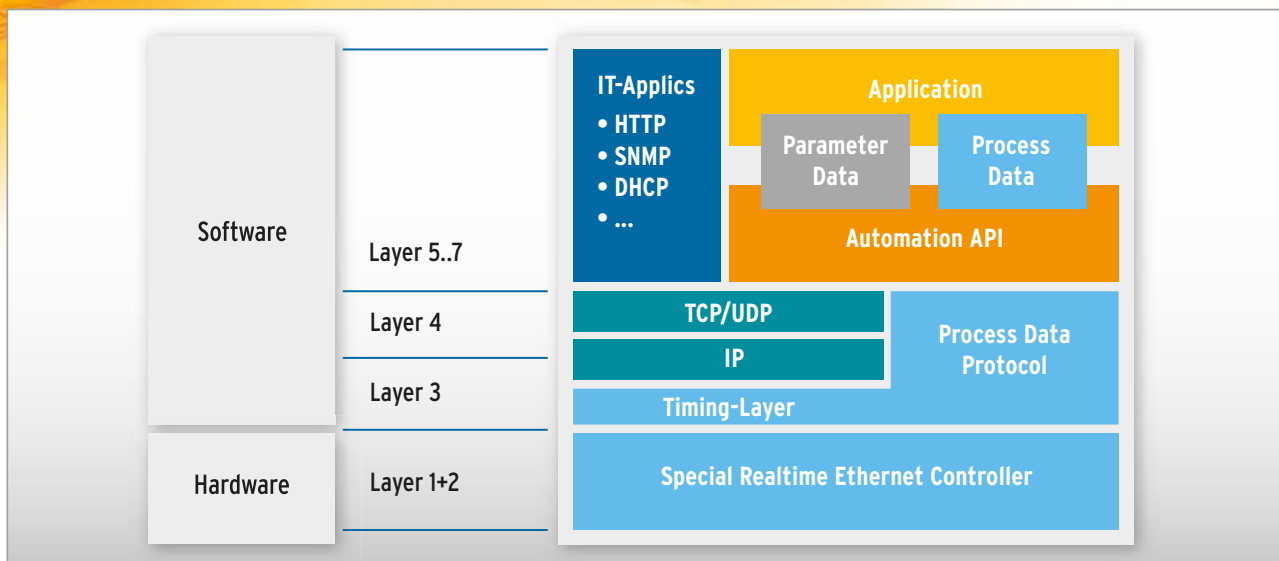 Software
Hardware
Layer 5..7
Layer 4
Layer 3
Layer 1+2
IT-Applics
• HTTP
• SNMP
• DHCP
• ...
Application
Parameter
Data
Process
Data
Automation API
TCP/UDP
IP
Process Data
Protocol
Timing-Layer
Special Realtime Ethernet Controller